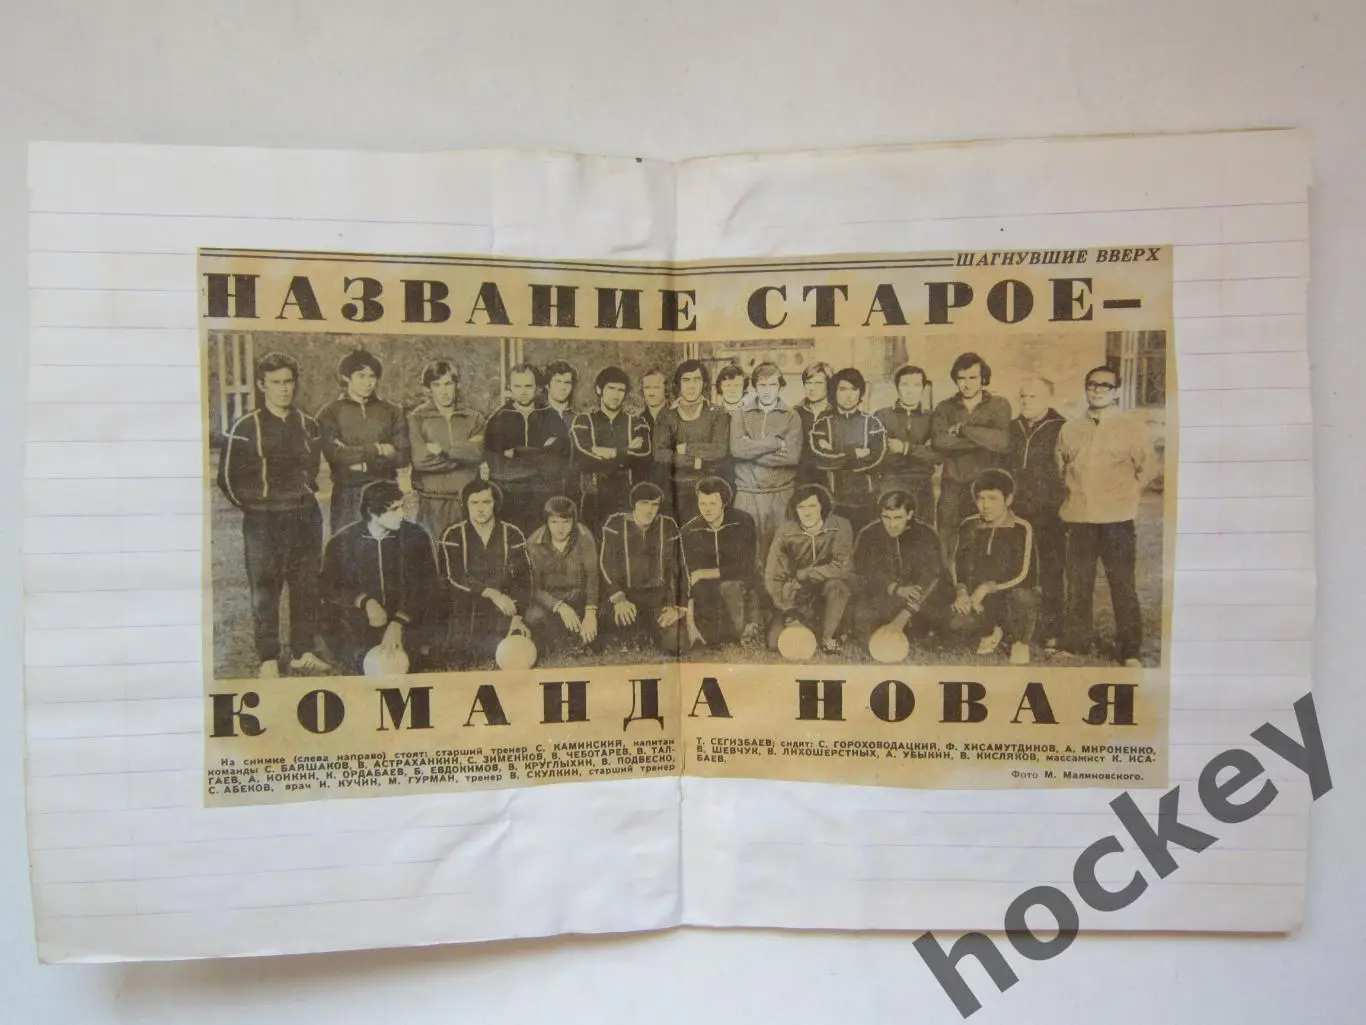 ШАГНУВШИЕ ВВЕРХ
НАЗВАНИЕ СТАРОЕ—
КОМАНДА НОВАЯ
На снимке (слева направо) стоят: старший тренер С. КАМИНСКИЙ, капитан
команды С. БАЙШАКОВ, В. АСТРАХАНКИН, С. ЗИМЕНКОВ, В. ЧЕБОТАРЕВ, В. ТАЛ-
ГАЕВ, А. ИОНКИН, К. ОРДАБАЕВ, Б. ЕВДОКИМОВ, В. КРУГЛЫХИН, В. ПОДВЕСКО,
С. АБЕКОВ, врач И. КУЧИН, М. ГУРМАН, тренер В. СКУЛКИН, старший тренер
Т. СЕГИЗБАЕВ; сидят: С. ГОРОХОВОДАЦКИЙ, Ф. ХИСАМУТДИНОВ, А. МИРОНЕНКО,
В. ШЕВЧУК, В. ЛИХОШЕРСТНЫХ, А. УБЫКИН, В. КИСЛЯКОВ, массажист К. ИСА-
БАЕВ.
Фото М. Малиновского.
hockey